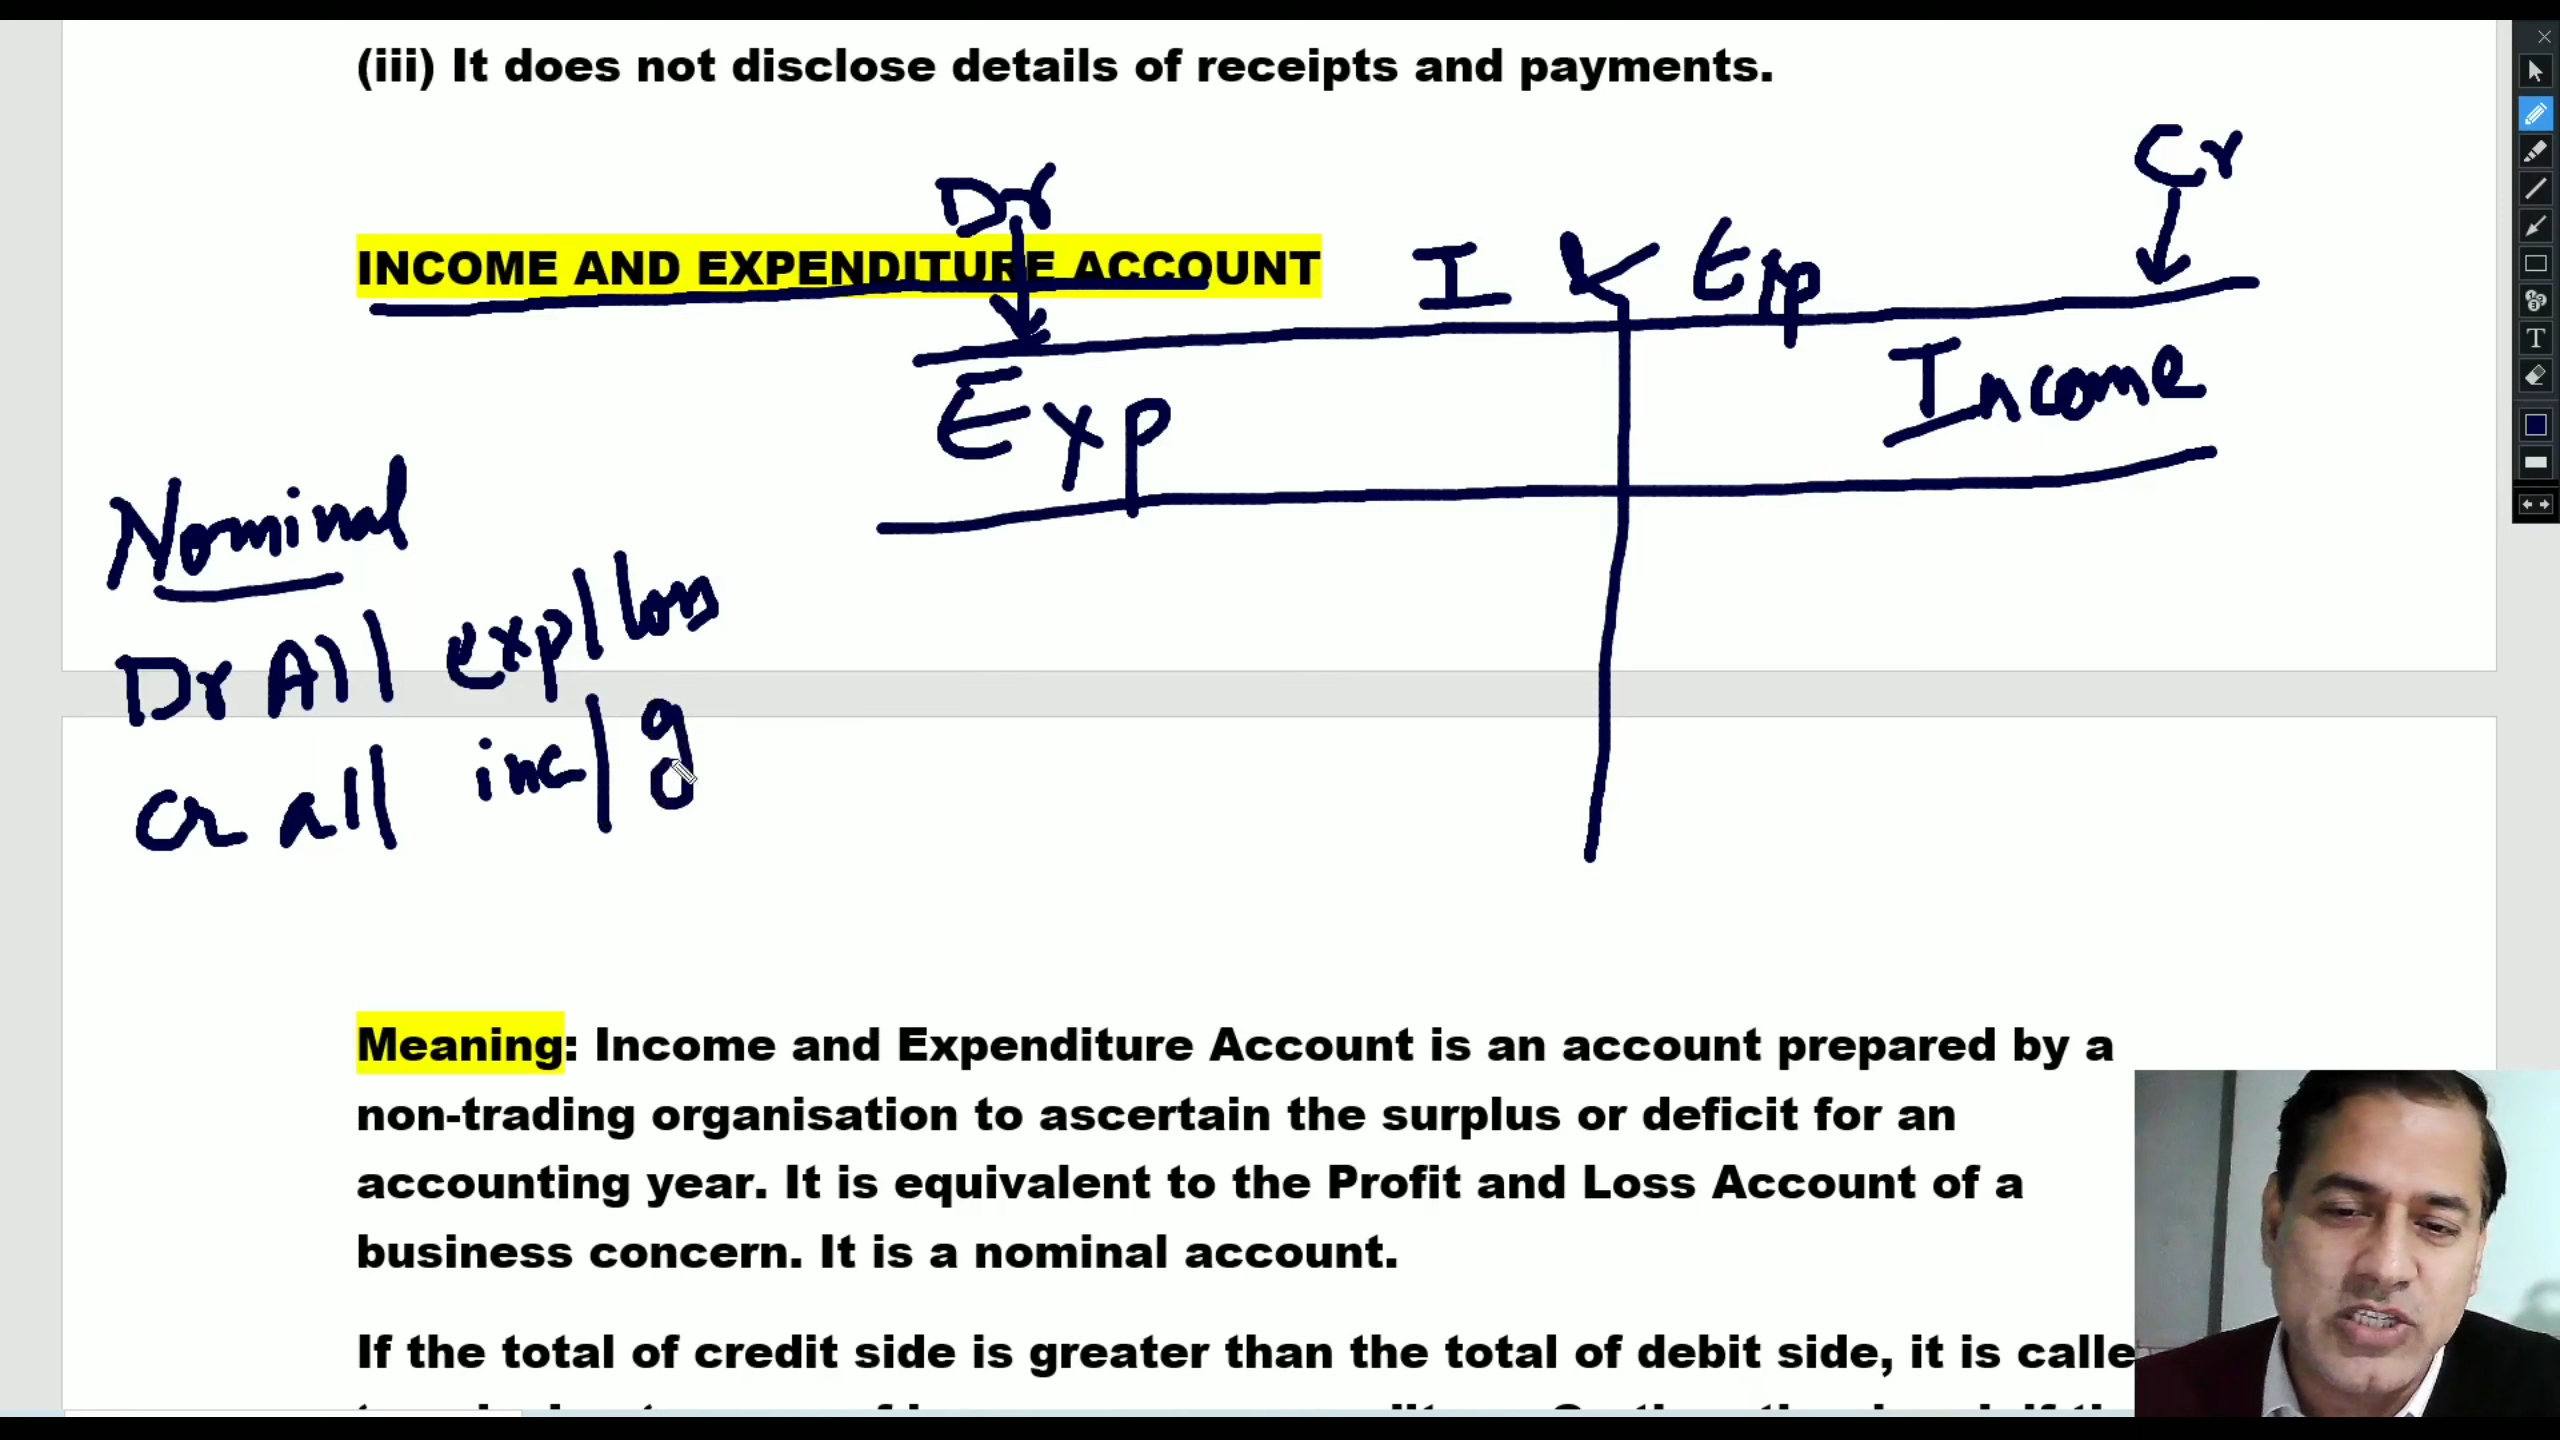 (iii) It does not disclose details of receipts and payments.
Dr
Cr
INCOME AND EXPENDITURE ACCOUNT
I & Exp
Exp
Income
Nominal
Dr All exp/loss
Cr all inc/g
Meaning: Income and Expenditure Account is an account prepared by a
non-trading organisation to ascertain the surplus or deficit for an
accounting year. It is equivalent to the Profit and Loss Account of a
business concern. It is a nominal account.
If the total of credit side is greater than the total of debit side, it is calle